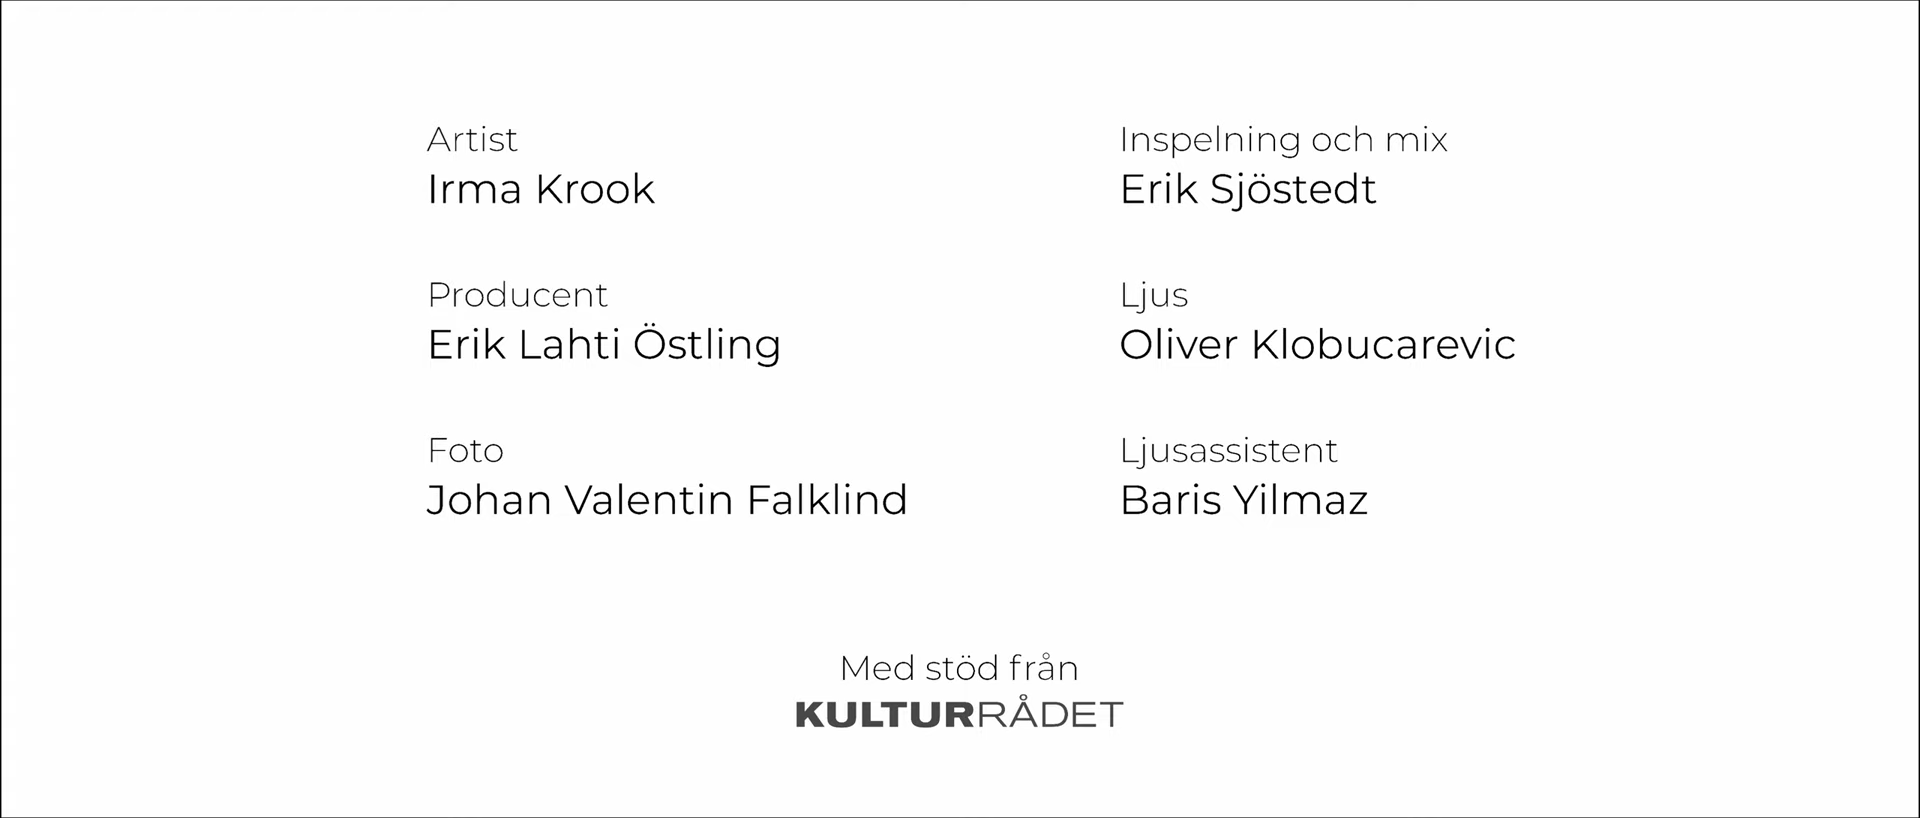 Artist
Irma Krook
Producent
Erik Lahti Östling
Foto
Johan Valentin Falklind
Inspelning och mix
Erik Sjöstedt
Ljus
Oliver Klobucarevic
Ljusassistent
Baris Yilmaz
Med stöd från
KULTURRÅDET